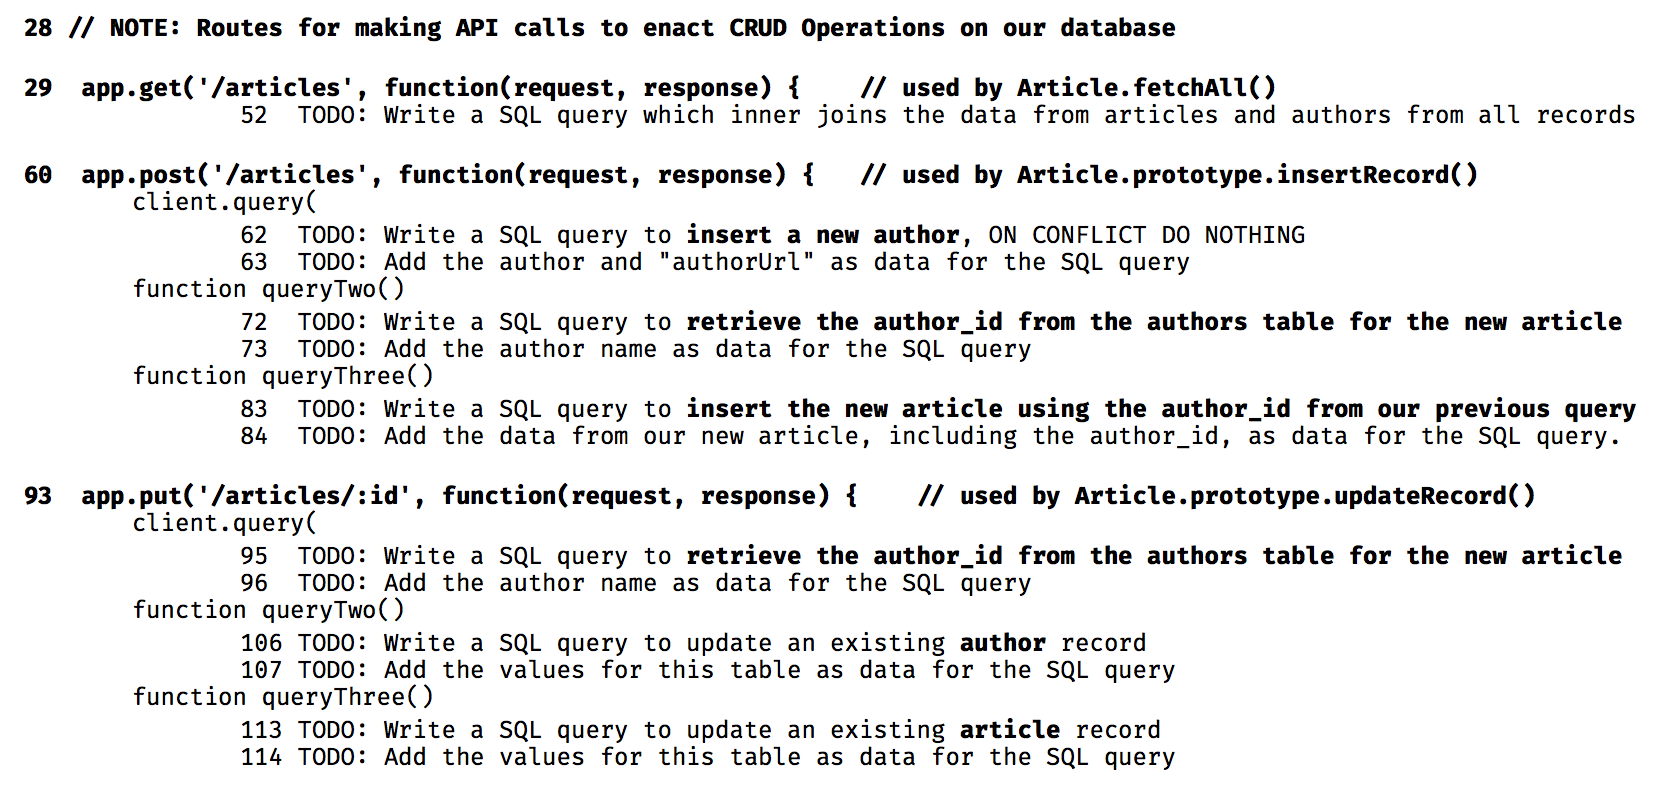 28 // NOTE: Routes for making API calls to enact CRUD Operations on our database
29 app.get('/articles', function(request, response) { // used by Article.fetchAll()
52 TODO: Write a SQL query which inner joins the data from articles and authors from all records
60 app.post('/articles', function(request, response) { // used by Article.prototype.insertRecord()
client.query(
62 TODO: Write a SQL query to insert a new author, ON CONFLICT DO NOTHING
63 TODO: Add the author and "authorUrl" as data for the SQL query
function queryTwo()
72 TODO: Write a SQL query to retrieve the author_id from the authors table for the new article
73 TODO: Add the author name as data for the SQL query
function queryThree()
83 TODO: Write a SQL query to insert the new article using the author_id from our previous query
84 TODO: Add the data from our new article, including the author_id, as data for the SQL query.
93 app.put('/articles/:id', function(request, response) { // used by Article.prototype.updateRecord()
client.query(
95 TODO: Write a SQL query to retrieve the author_id from the authors table for the new article
96 TODO: Add the author name as data for the SQL query
function queryTwo()
106 TODO: Write a SQL query to update an existing author record
107 TODO: Add the values for this table as data for the SQL query
function queryThree()
113 TODO: Write a SQL query to update an existing article record
114 TODO: Add the values for this table as data for the SQL query